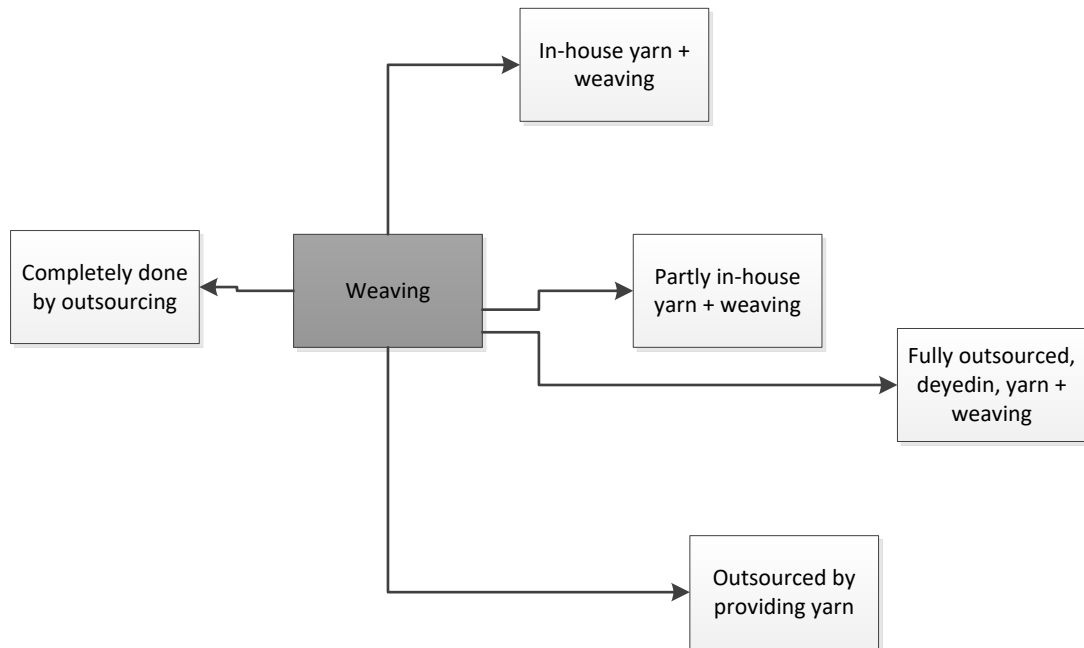 In-house yarn +
weaving
Completely done
by outsourcing
Weaving
Partly in-house
yarn + weaving
Fully outsourced,
deyedin, yarn +
weaving
Outsourced by
providing yarn